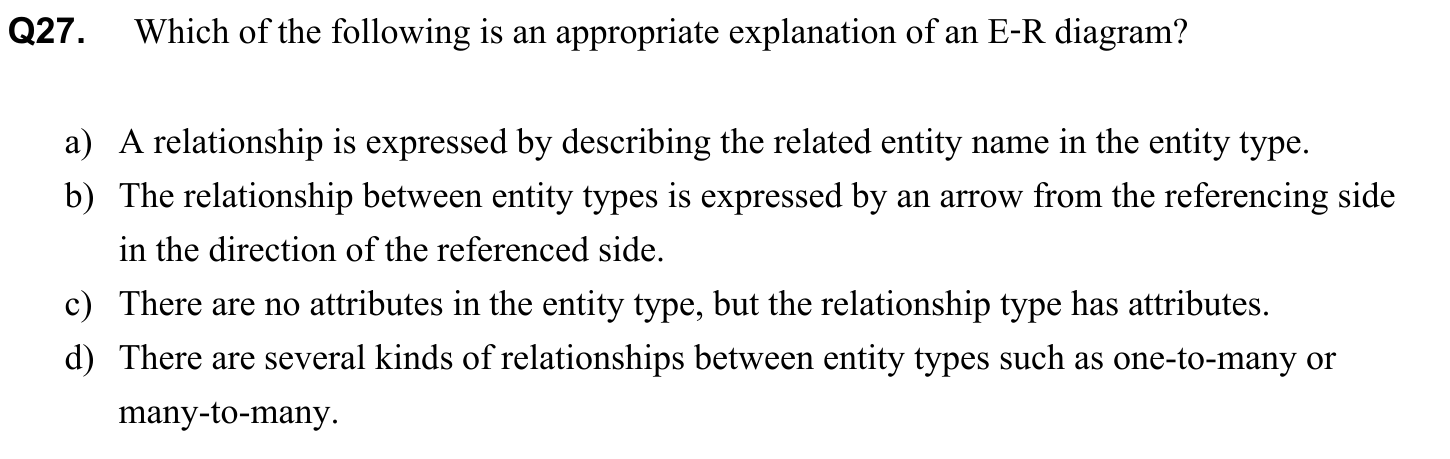 Q27. Which of the following is an appropriate explanation of an E-R diagram?
a) A relationship is expressed by describing the related entity name in the entity type.
b) The relationship between entity types is expressed by an arrow from the referencing side
in the direction of the referenced side.
c) There are no attributes in the entity type, but the relationship type has attributes.
d) There are several kinds of relationships between entity types such as one-to-many or
many-to-many.